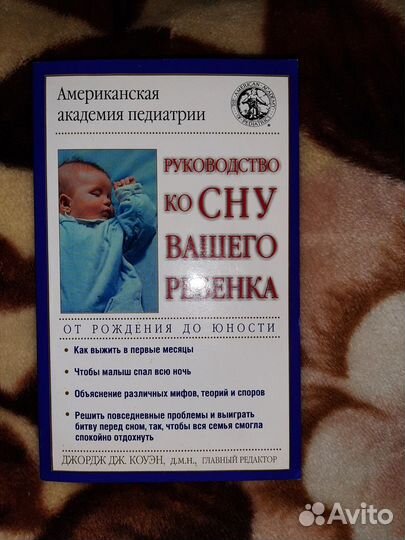 Американская
академия педиатрии
РУКОВОДСТВО
КО СНУ
ВАШЕГО
РЕБЕНКА
ОТ РОЖДЕНИЯ ДО ЮНОСТИ
• Как выжить в первые месяцы
• Чтобы малыш спал всю ночь
• Объяснение различных мифов, теорий и споров
• Решить повседневные проблемы и выиграть
битву перед сном, так, чтобы вся семья смогла
спокойно отдохнуть
ДЖОРДЖ ДЖ. КОУЭН, Д.М.Н., ГЛАВНЫЙ РЕДАКТОР
Avito